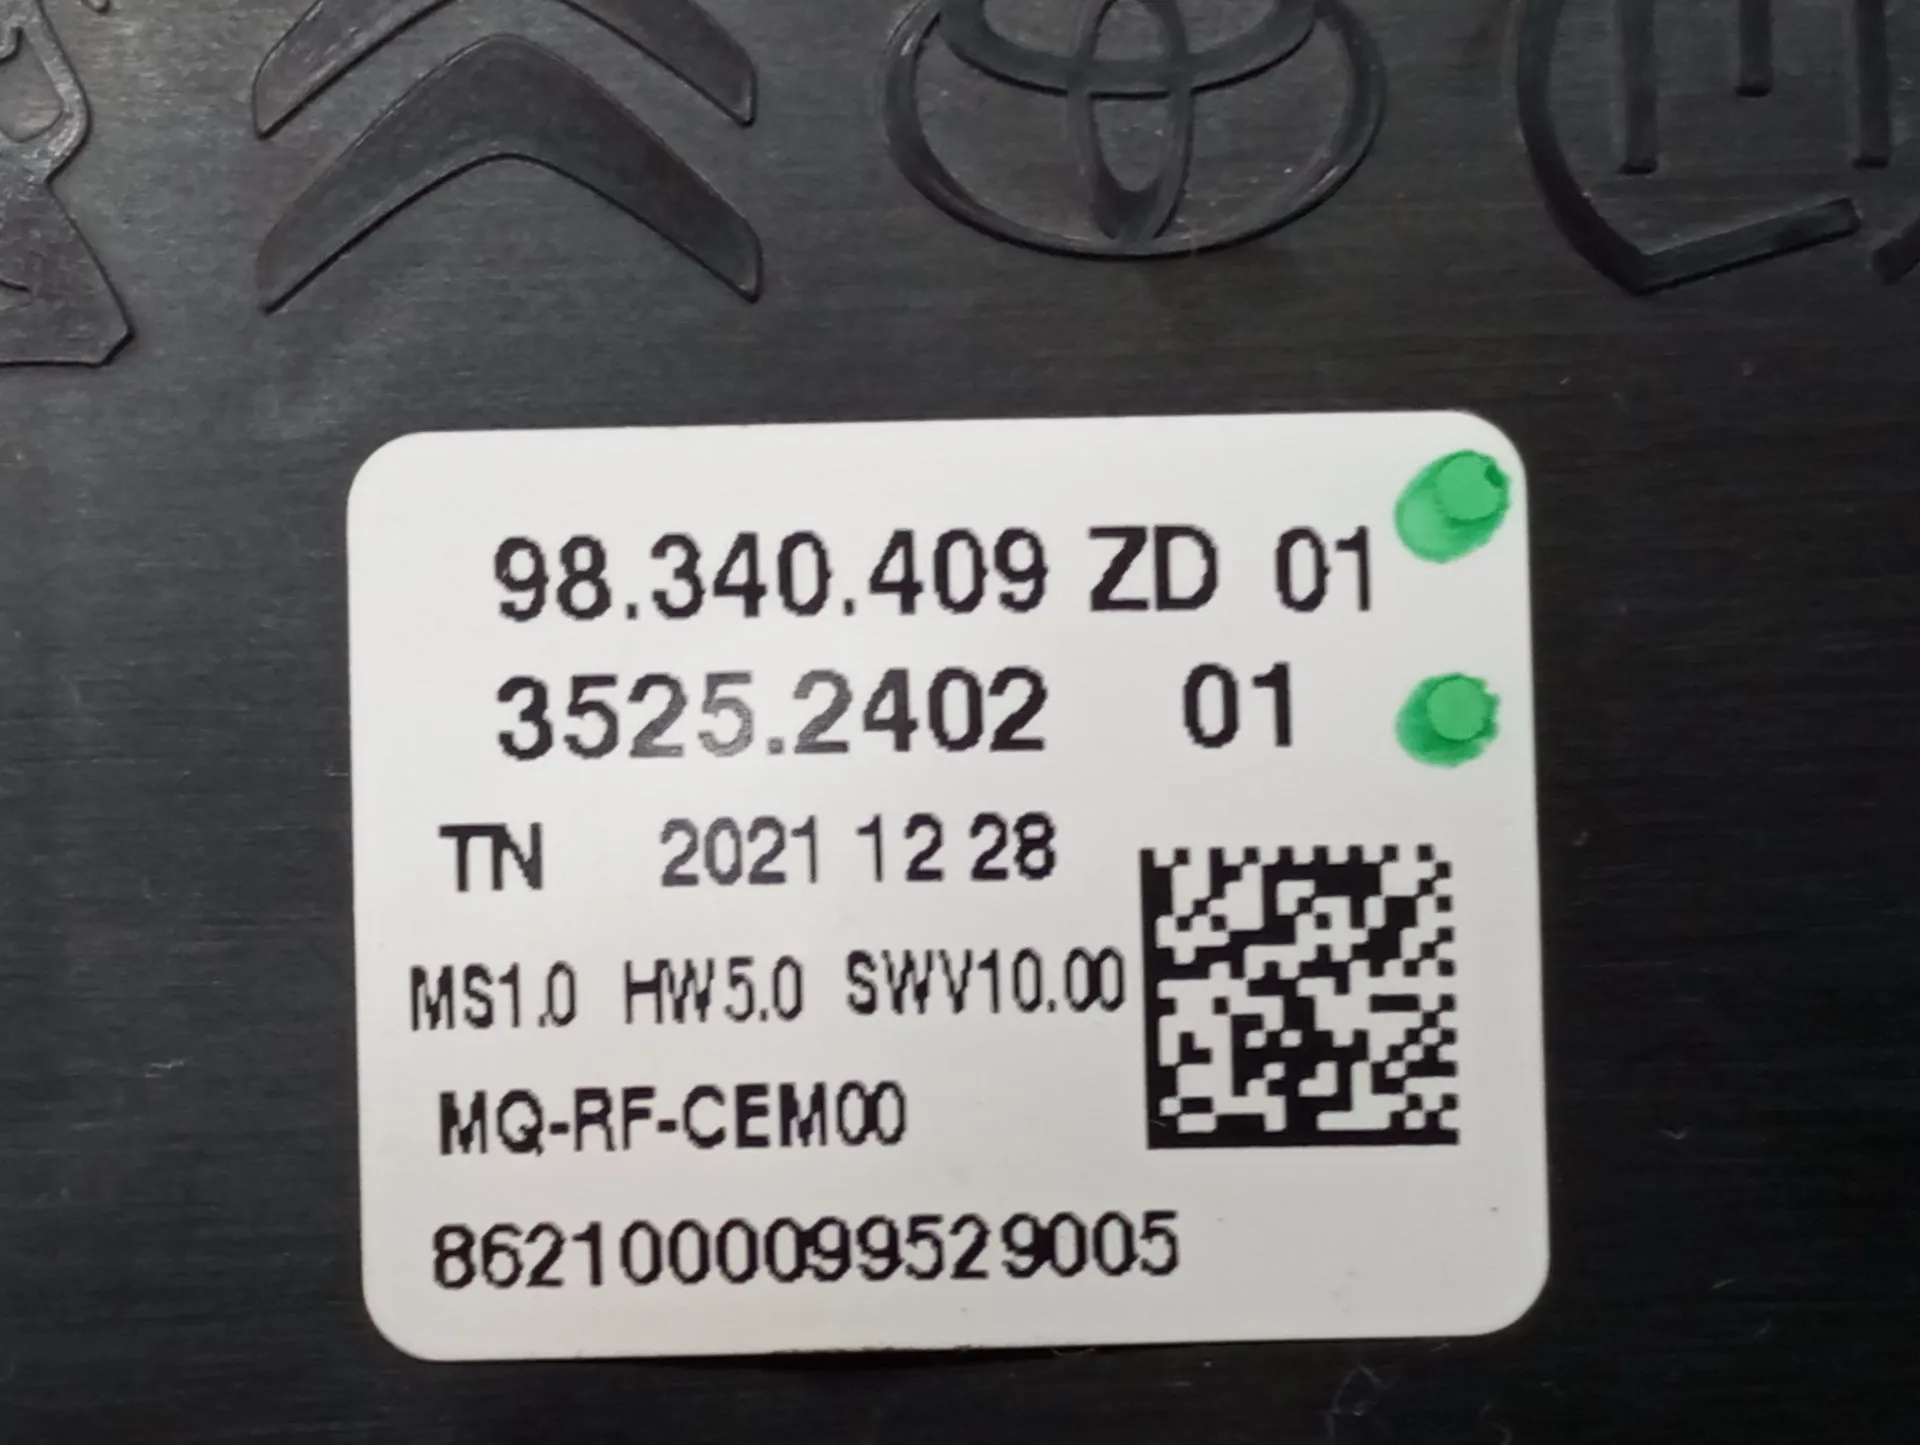 98.340.409 ZD 01
3525.2402 01
TN 2021 12 28
MS1.0 HW5.0 SWV10.00
MQ-RF-CEM00
8621000099529005